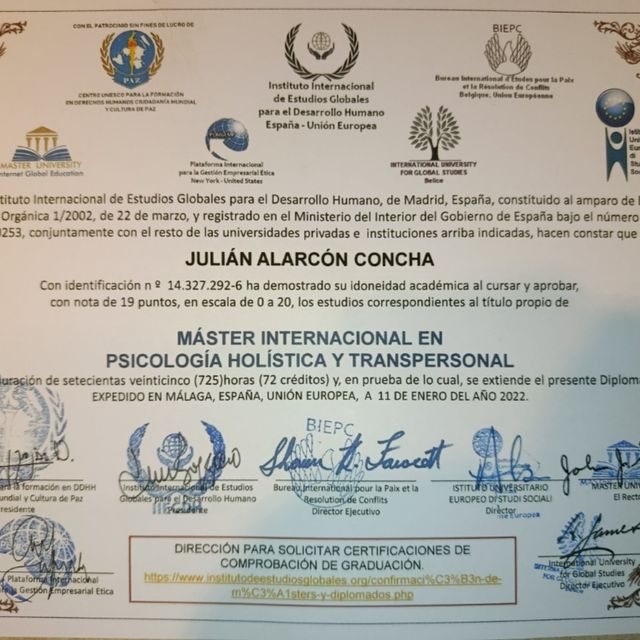 CON EL PATROCINIO SIN FINES DE LUCRO DE
PAZ
CENTRO UNESCO PARA LA FORMACIÓN
EN DERECHOS HUMANOS CIUDADANÍA MUNDIAL
Y CULTURA DE PAZ
Instituto Internacional
de Estudios Globales
para el Desarrollo Humano
España - Unión Europea
BIEPC
Bureau International d'Etudes pour la Paix
et la Résolution de Conflits
Belgique, Union Européenne
MASTER UNIVERSITY
Internet Global Education
Plataforma Internacional
para la Gestión Empresarial Ética
New York - United States
INTERNATIONAL UNIVERSITY
FOR GLOBAL STUDIES
Belice
Instituto Internacional de Estudios Globales para el Desarrollo Humano, de Madrid, España, constituido al amparo de
Orgánica 1/2002, de 22 de marzo, y registrado en el Ministerio del Interior del Gobierno de España bajo el número
0253, conjuntamente con el resto de las universidades privadas e instituciones arriba indicadas, hacen constar que
JULIÁN ALARCÓN CONCHA
Con identificación n º 14.327.292-6 ha demostrado su idoneidad académica al cursar y aprobar,
con nota de 19 puntos, en escala de 0 a 20, los estudios correspondientes al título propio de
MÁSTER INTERNACIONAL EN
PSICOLOGÍA HOLÍSTICA Y TRANSPERSONAL
duración de setecientas veinticinco (725)horas (72 créditos) y, en prueba de lo cual, se extiende el presente Diploma
EXPEDIDO EN MÁLAGA, ESPAÑA, UNIÓN EUROPEA, A 11 DE ENERO DEL AÑO 2022.
BIEPC
Sharon K. Fawcett
para la formación en DDHH
Mundial y Cultura de Paz
Presidente
Instituto Internacional de Estudios
Globales para el Desarrollo Humano
Presidente
Bureau International pour la Paix et la
Resolution de Conflits
Director Ejecutivo
ISTITUTO UNIVERSITARIO
EUROPEO DI STUDI SOCIALI
Director
MASTER UNI
El Rect
Plataforma Internacional
Gestión Empresarial Etica
DIRECCIÓN PARA SOLICITAR CERTIFICACIONES DE
COMPROBACIÓN DE GRADUACIÓN.
https://www.institutodeestudiosglobales.org/confirmaci%C3%B3n-de-
m%C3%A1sters-y-diplomados.php
International University
for Global Studies
Director Ejecutivo